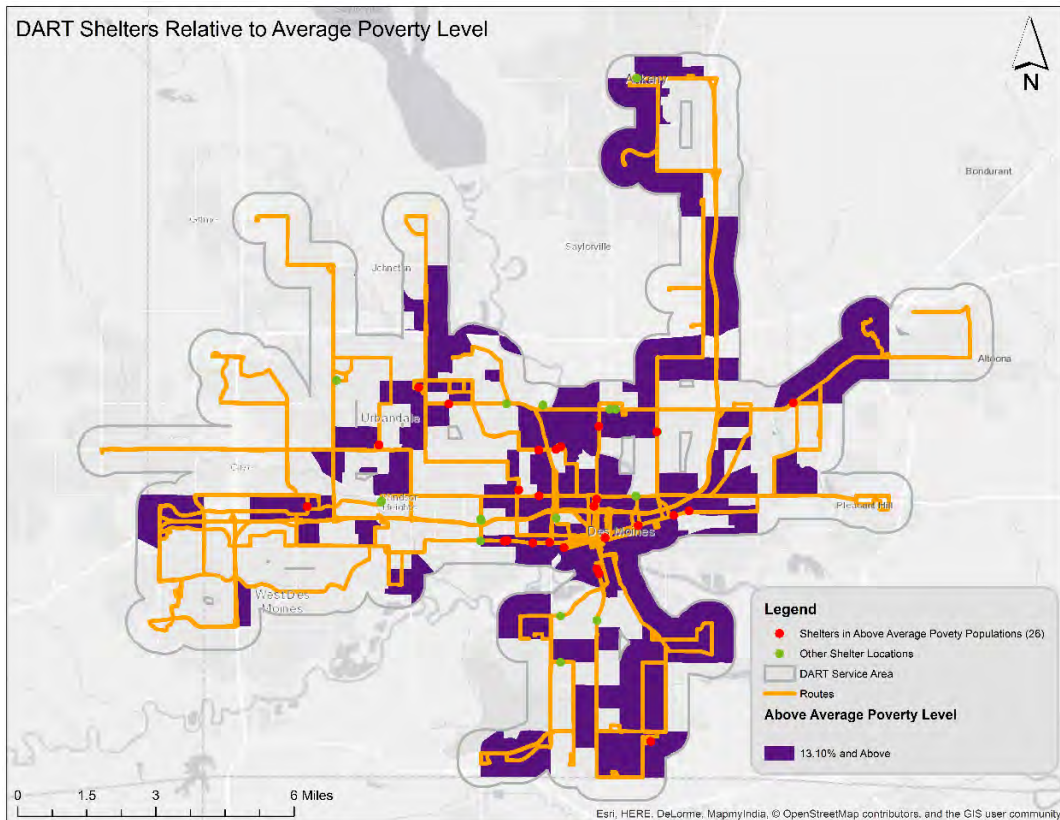 DART Shelters Relative to Average Poverty Level
N
Ankeny
Bondurant
Saylorville
Johnston
Altoona
Urbandale
Windsor
Heights
Pleasant Hill
Des Moines
West Des
Moines
Legend
Shelters in Above Average Povety Populations (26)
Other Shelter Locations
DART Service Area
Routes
Above Average Poverty Level
13.10% and Above
0 1.5 3 6 Miles
Esri, HERE, DeLorme, MapmyIndia, © OpenStreetMap contributors, and the GIS user community